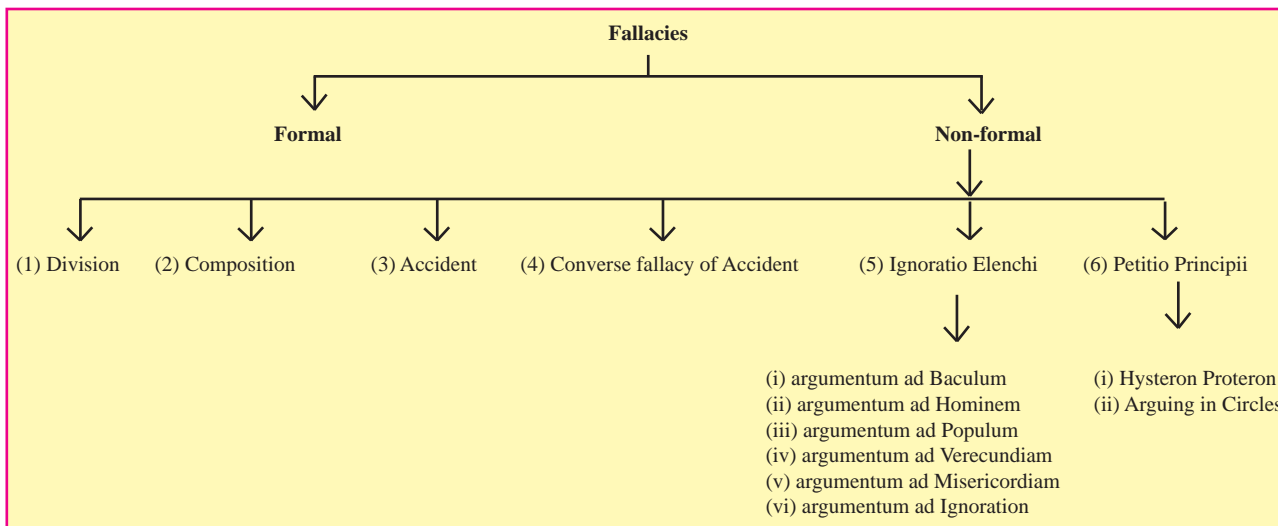 Fallacies
Formal
Non-formal
(1) Division
(2) Composition
(3) Accident
(4) Converse fallacy of Accident
(5) Ignoratio Elenchi
(6) Petitio Principii
(i) argumentum ad Baculum
(ii) argumentum ad Hominem
(iii) argumentum ad Populum
(iv) argumentum ad Verecundiam
(v) argumentum ad Misericordiam
(vi) argumentum ad Ignoration
(i) Hysteron Proteron
(ii) Arguing in Circles